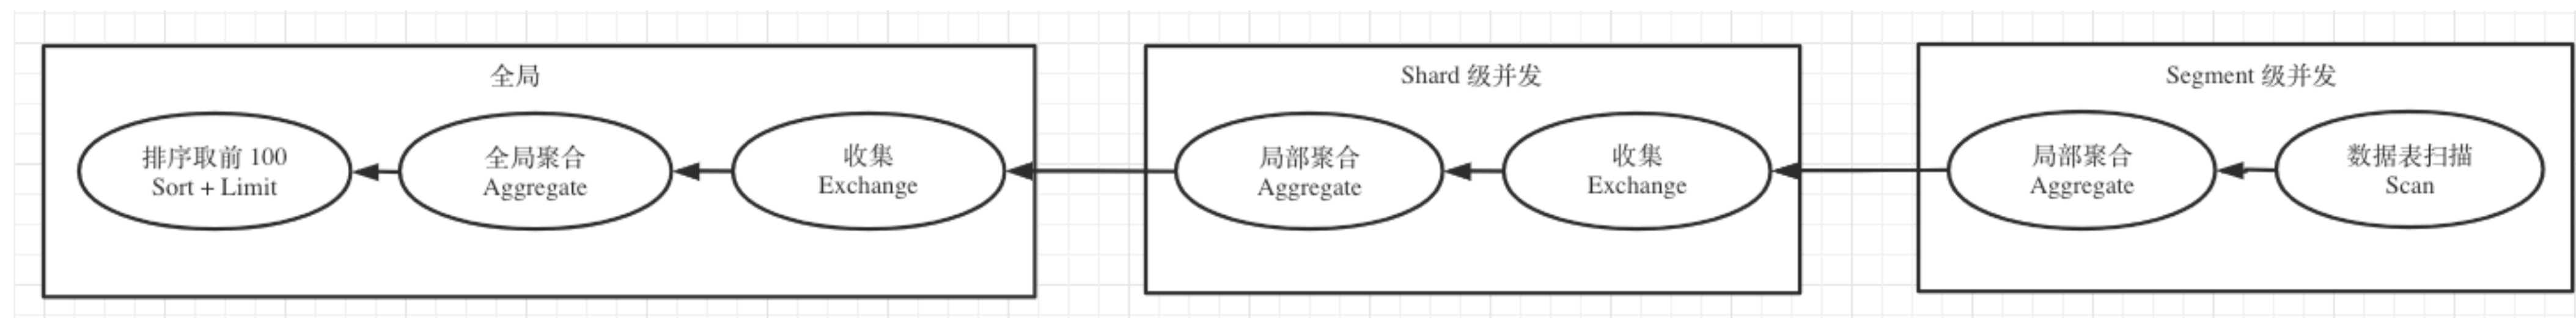 全局
排序取前 100
Sort + Limit
全局聚合
Aggregate
收集
Exchange
Shard 级并发
局部聚合
Aggregate
收集
Exchange
Segment 级并发
局部聚合
Aggregate
数据表扫描
Scan